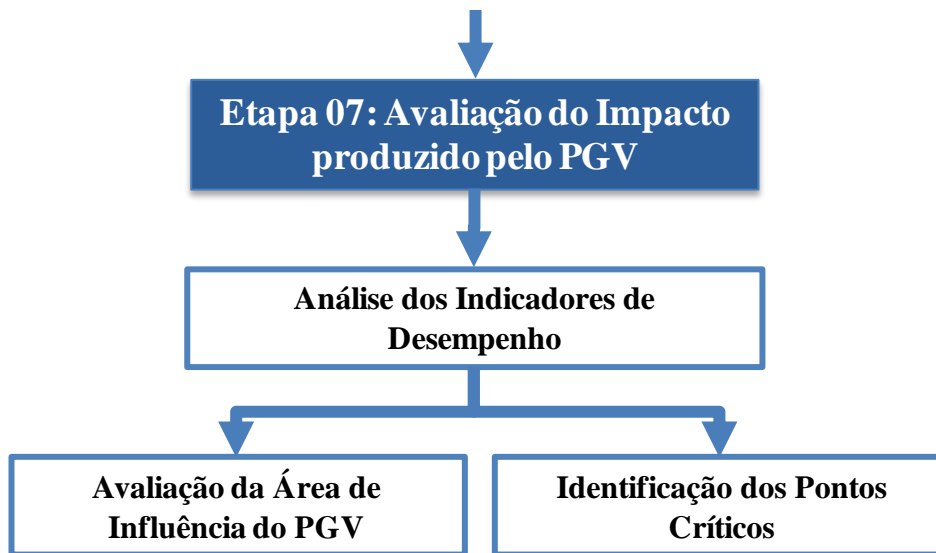 Etapa 07: Avaliação do Impacto
produzido pelo PGV
Análise dos Indicadores de
Desempenho
Avaliação da Área de
Influência do PGV
Identificação dos Pontos
Críticos